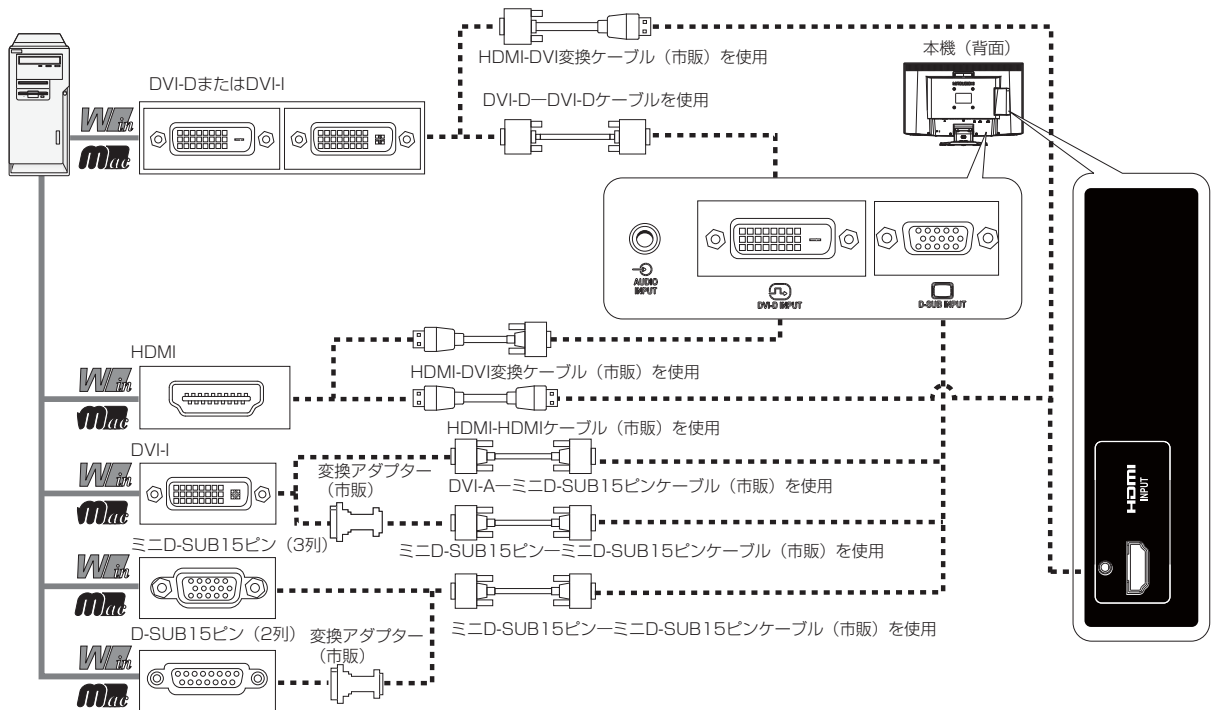 HDMI-DVI変換ケーブル（市販）を使用
本機（背面）
DVI-DまたはDVI-I
DVI-D―DVI-Dケーブルを使用
Win
Mac
AUDIO
INPUT
DVI-D INPUT
D-SUB INPUT
HDMI
Win
Mac
HDMI-DVI変換ケーブル（市販）を使用
HDMI-HDMIケーブル（市販）を使用
DVI-I
Win
Mac
変換アダプター
（市販）
DVI-A―ミニD-SUB15ピンケーブル（市販）を使用
ミニD-SUB15ピン（3列）
ミニD-SUB15ピン―ミニD-SUB15ピンケーブル（市販）を使用
Win
Mac
ミニD-SUB15ピン―ミニD-SUB15ピンケーブル（市販）を使用
D-SUB15ピン（2列）
変換アダプター
（市販）
Win
Mac
HDMI
INPUT